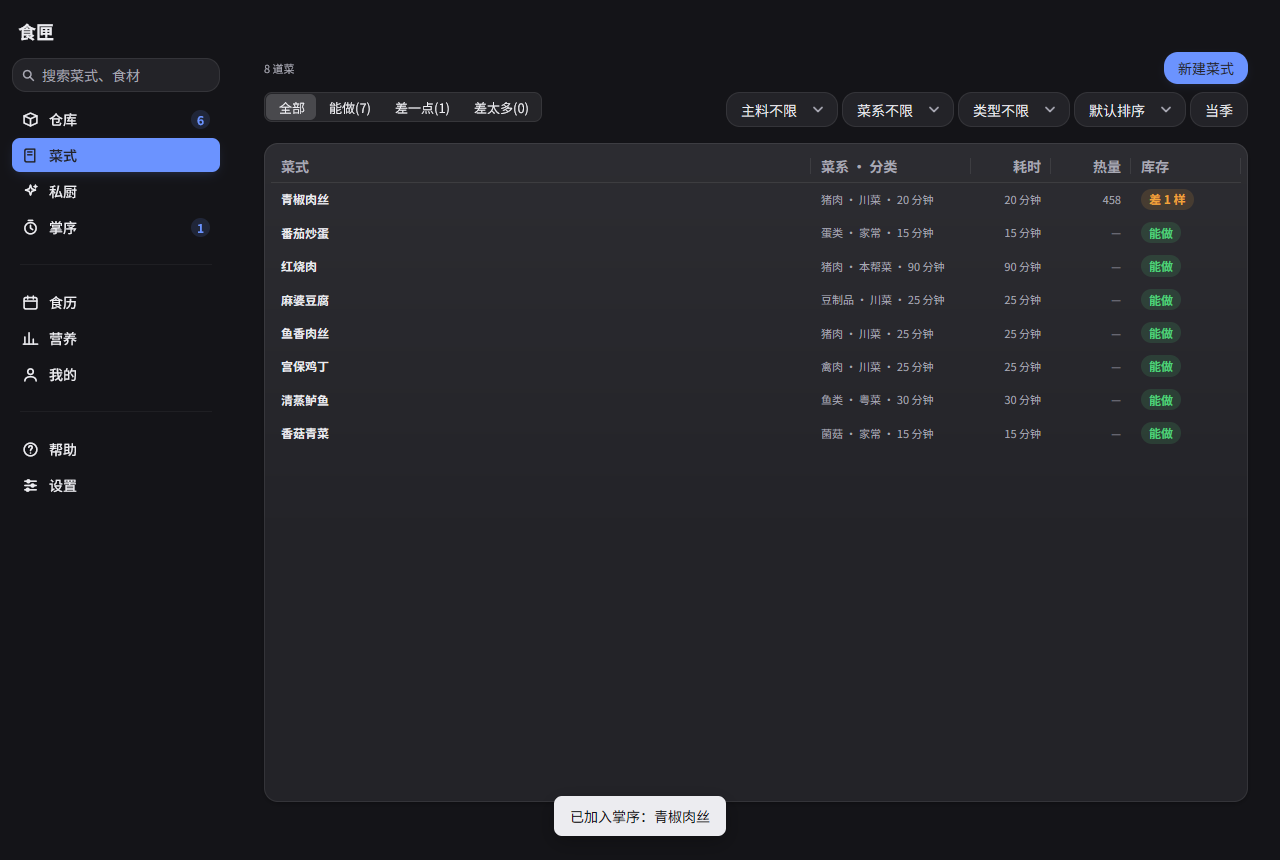 食匣
搜索菜式、食材
仓库 6
菜式
私厨
掌序 1
食历
营养
我的
帮助
设置
8 道菜
新建菜式
全部 能做(7) 差一点(1) 差太多(0)
主料不限 菜系不限 类型不限 默认排序 当季
菜式 菜系 · 分类 耗时 热量 库存
青椒肉丝 猪肉 · 川菜 · 20 分钟 20 分钟 458 差 1 样
番茄炒蛋 蛋类 · 家常 · 15 分钟 15 分钟 — 能做
红烧肉 猪肉 · 本帮菜 · 90 分钟 90 分钟 — 能做
麻婆豆腐 豆制品 · 川菜 · 25 分钟 25 分钟 — 能做
鱼香肉丝 猪肉 · 川菜 · 25 分钟 25 分钟 — 能做
宫保鸡丁 禽肉 · 川菜 · 25 分钟 25 分钟 — 能做
清蒸鲈鱼 鱼类 · 粤菜 · 30 分钟 30 分钟 — 能做
香菇青菜 菌菇 · 家常 · 15 分钟 15 分钟 — 能做
已加入掌序：青椒肉丝